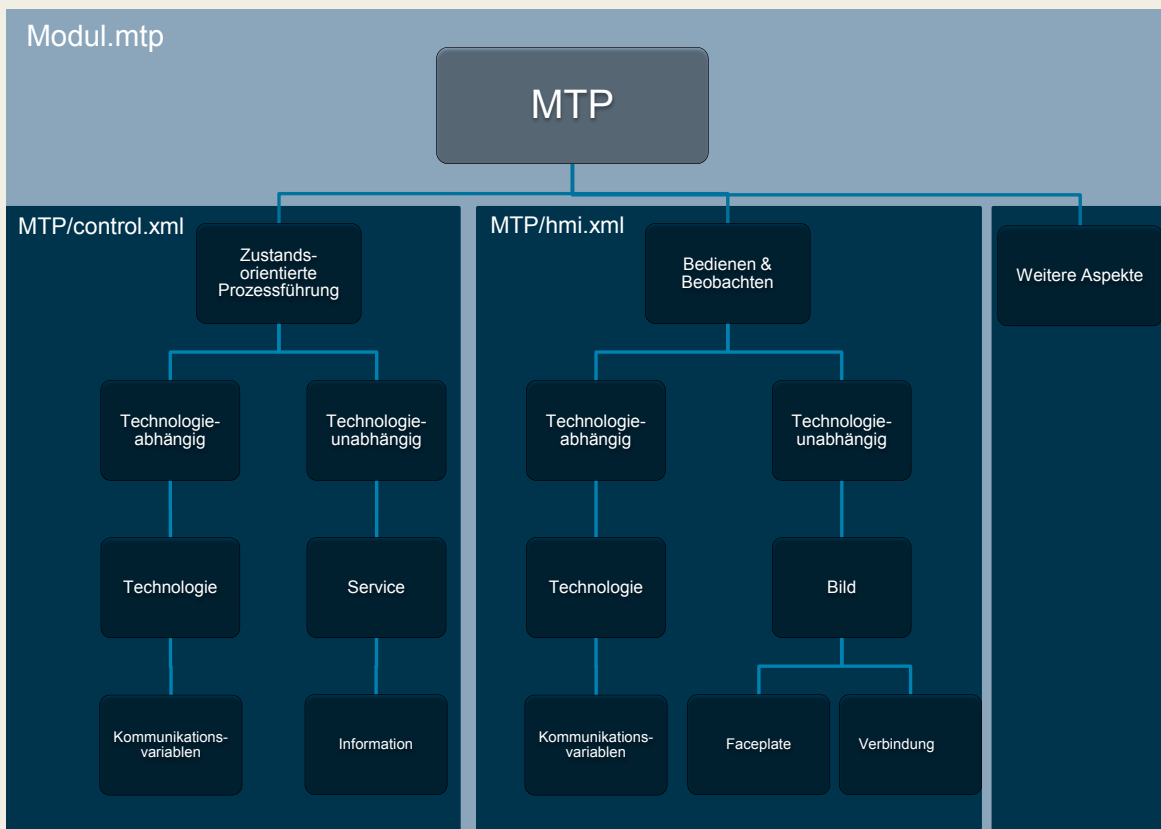 Modul.mtp
MTP
MTP/control.xml
MTP/hmi.xml
Zustands-
orientierte
Prozessführung
Bedienen &
Beobachten
Weitere Aspekte
Technologie-
abhängig
Technologie-
unabhängig
Technologie-
abhängig
Technologie-
unabhängig
Technologie
Service
Technologie
Bild
Kommunikations-
variablen
Information
Kommunikations-
variablen
Faceplate
Verbindung